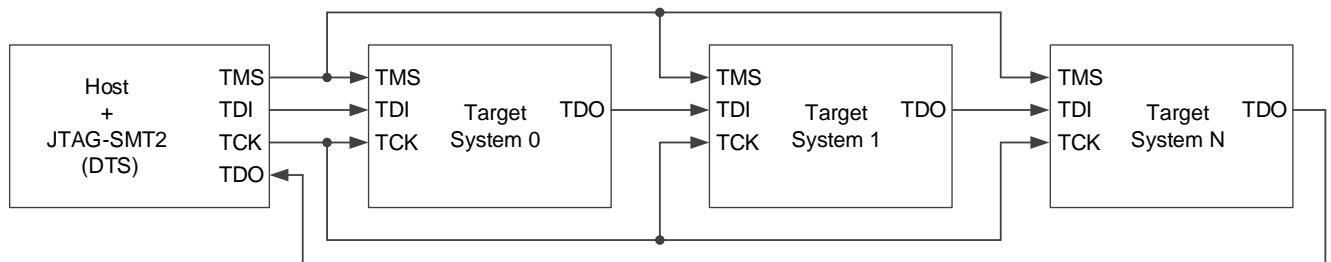 Host
+
JTAG-SMT2
(DTS)
TMS
TDI
TCK
TDO
TMS
TDI
TCK
Target
System 0
TDO
TMS
TDI
TCK
Target
System 1
TDO
TMS
TDI
TCK
Target
System N
TDO